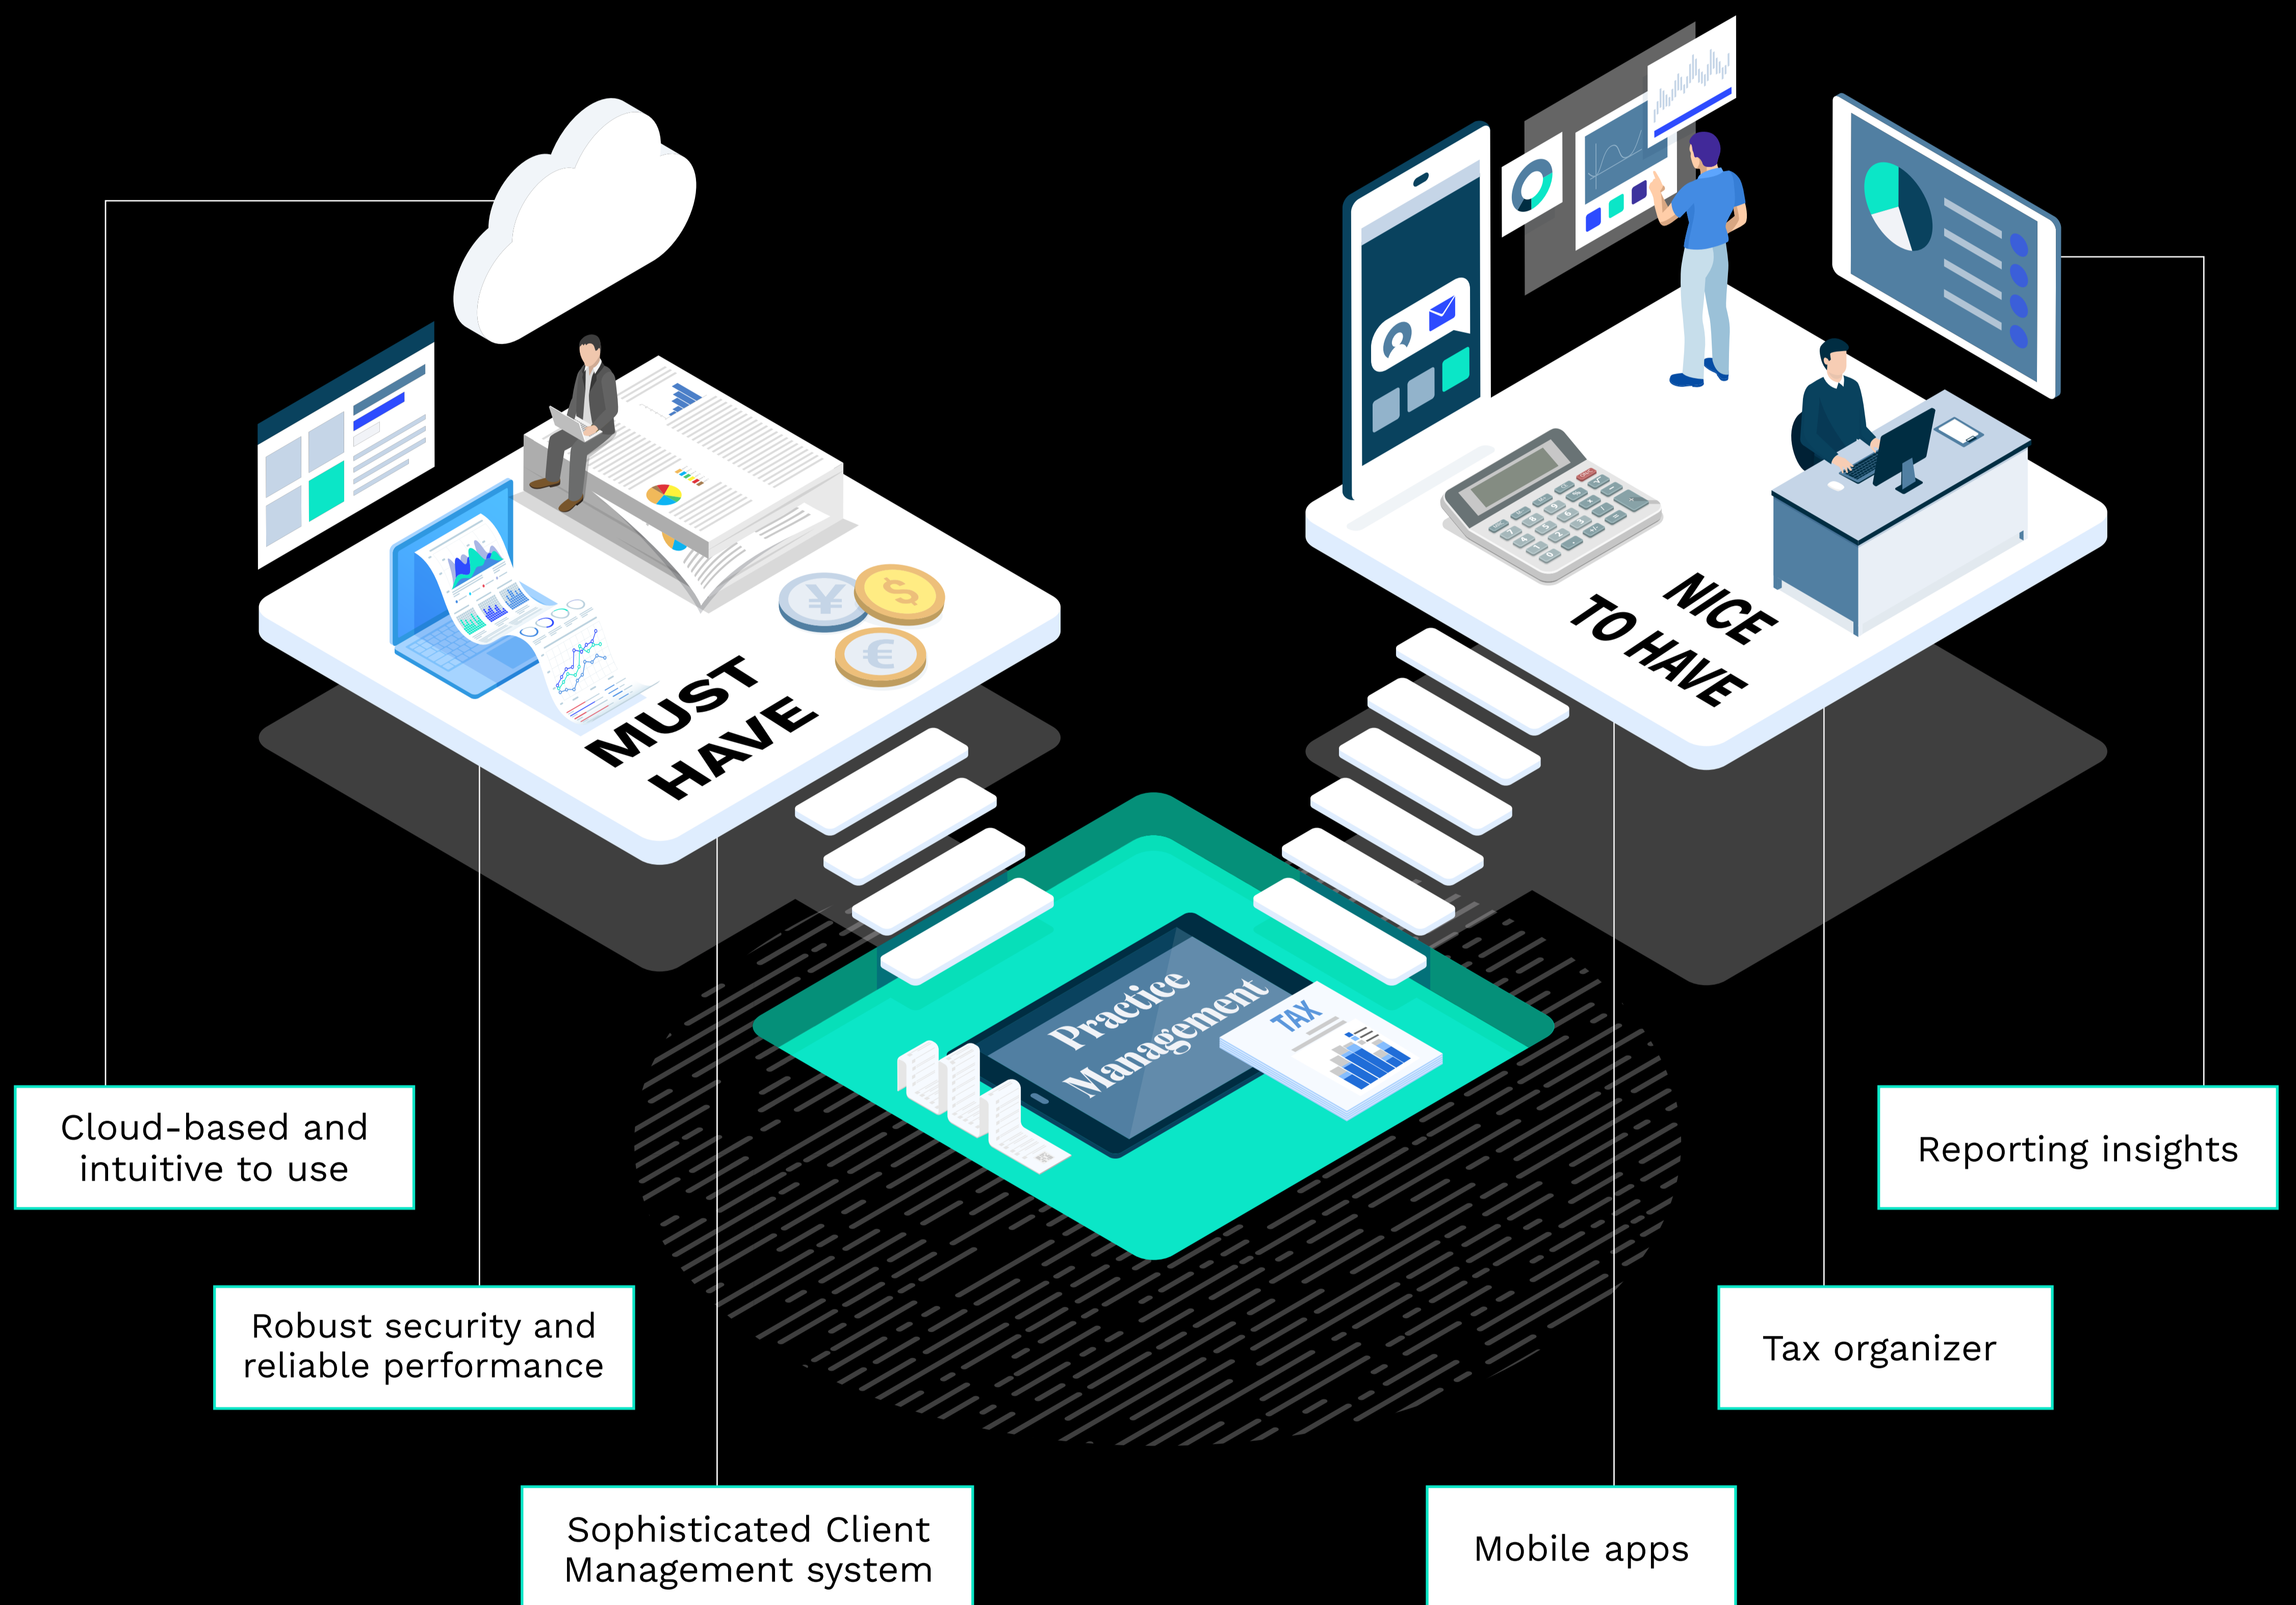 MUST
HAVE
NICE
TO HAVE
¥
$
€
Practice
Management
TAX
Cloud-based and
intuitive to use
Reporting insights
Robust security and
reliable performance
Tax organizer
Sophisticated Client
Management system
Mobile apps